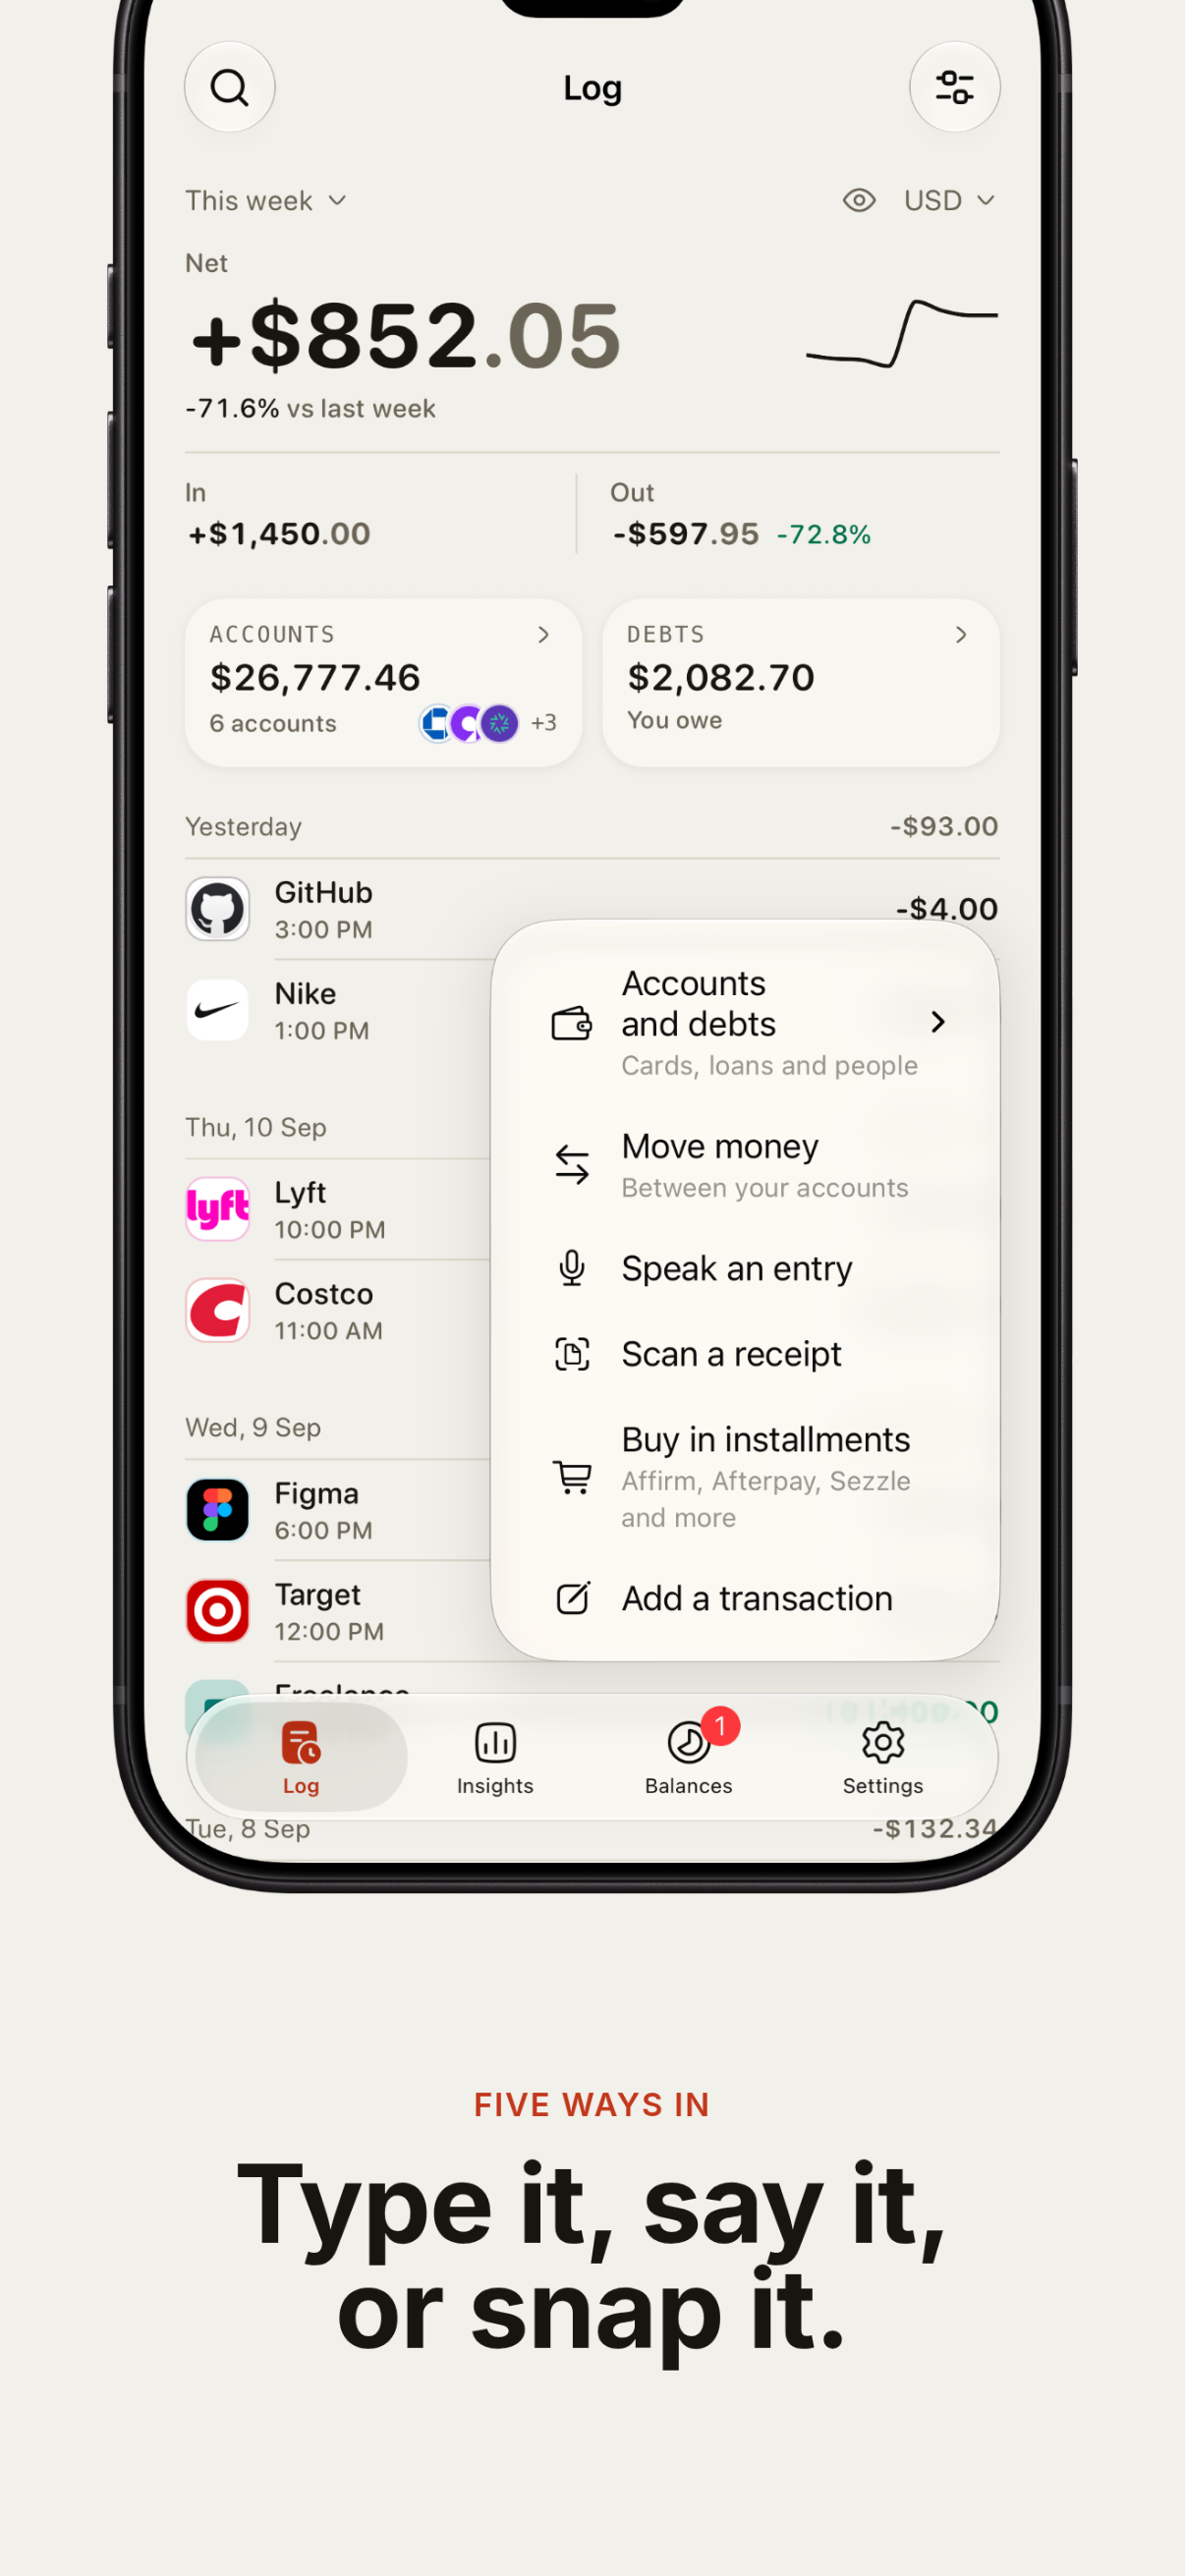 Log
This week
USD
Net
+$852.05
-71.6% vs last week
In
Out
+$1,450.00
-$597.95 -72.8%
ACCOUNTS
$26,777.46
6 accounts
+3
DEBTS
$2,082.70
You owe
Yesterday
-$93.00
GitHub
-$4.00
3:00 PM
Nike
1:00 PM
Thu, 10 Sep
lyft
Lyft
10:00 PM
Costco
11:00 AM
Wed, 9 Sep
Figma
6:00 PM
Target
12:00 PM
Accounts
and debts
Cards, loans and people
Move money
Between your accounts
Speak an entry
Scan a receipt
Buy in installments
Affirm, Afterpay, Sezzle
and more
Add a transaction
Freelance
1
Log
Insights
Balances
Settings
Tue, 8 Sep
-$132.34
FIVE WAYS IN
Type it, say it,
or snap it.